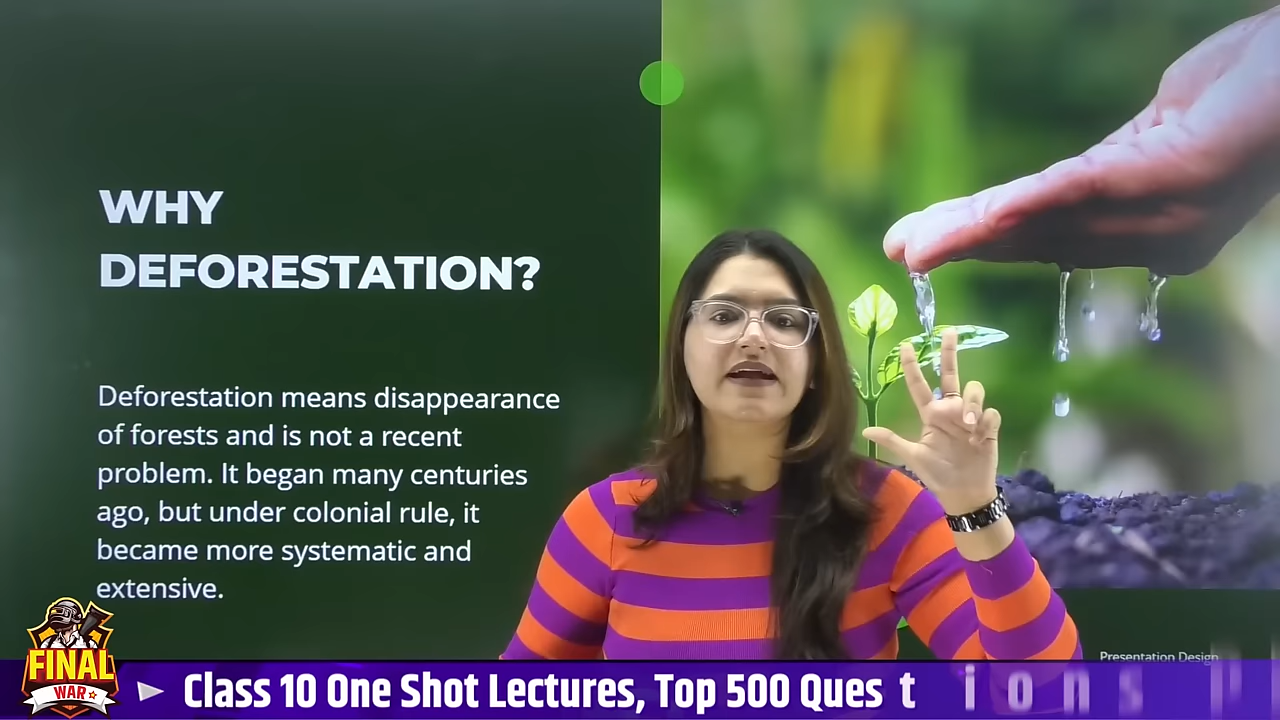 WHY
DEFORESTATION?
Deforestation means disappearance
of forests and is not a recent
problem. It began many centuries
ago, but under colonial rule, it
became more systematic and
extensive.
Presentation Design
FINAL
WAR
Class 10 One Shot Lectures, Top 500 Questions